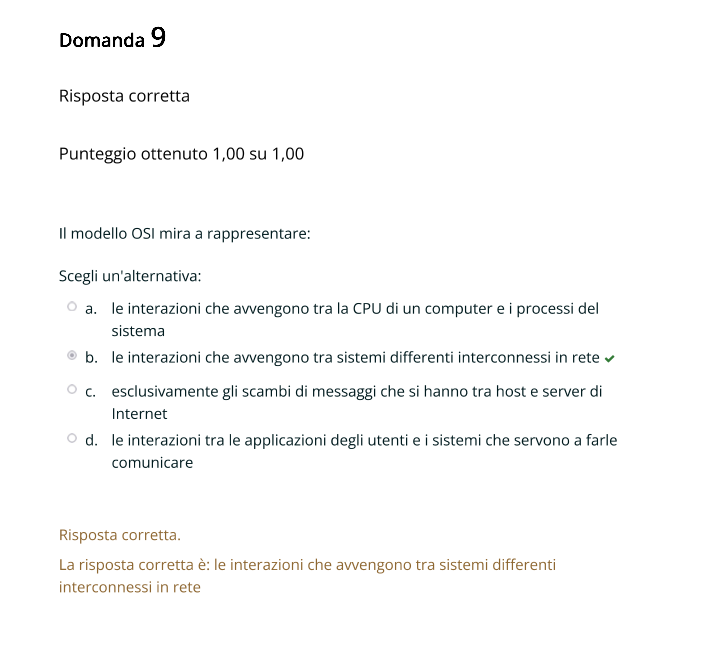 Domanda 9
Risposta corretta
Punteggio ottenuto 1,00 su 1,00
Il modello OSI mira a rappresentare:
Scegli un'alternativa:
a. le interazioni che avvengono tra la CPU di un computer e i processi del
sistema
b. le interazioni che avvengono tra sistemi differenti interconnessi in rete
c. esclusivamente gli scambi di messaggi che si hanno tra host e server di
Internet
d. le interazioni tra le applicazioni degli utenti e i sistemi che servono a farle
comunicare
Risposta corretta.
La risposta corretta è: le interazioni che avvengono tra sistemi differenti
interconnessi in rete